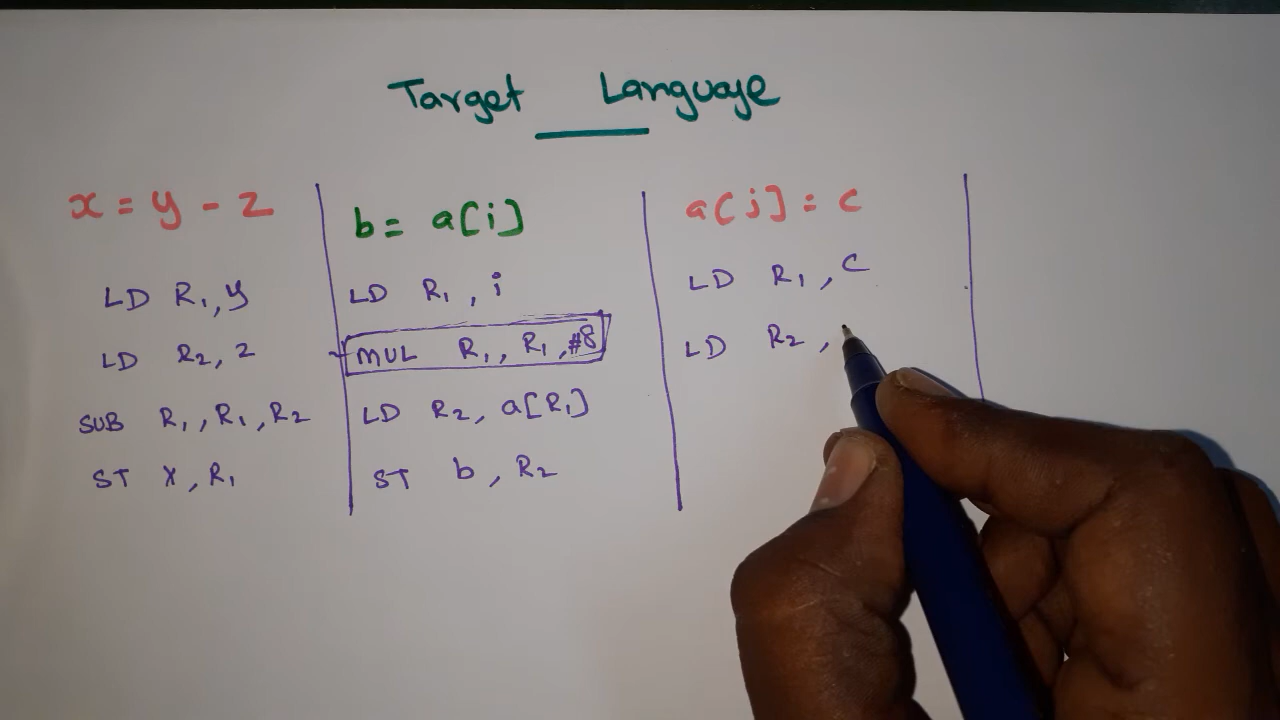 Target Language
x = y - z
LD R1, y
LD R2, z
SUB R1, R1, R2
ST X, R1
b = a[i]
LD R1, i
MUL R1, R1, #8
LD R2, a[R1]
ST b, R2
a[j] = c
LD R1, c
LD R2,